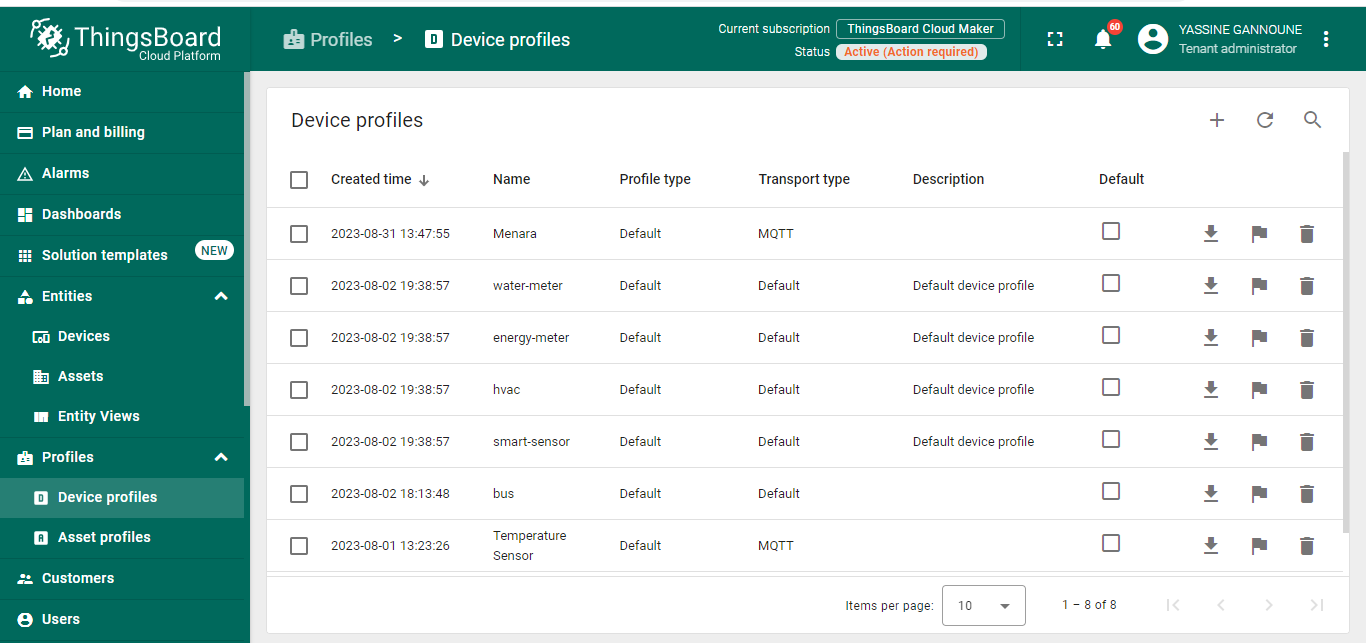 ThingsBoard
Cloud Platform
Profiles > D Device profiles
Current subscription ThingsBoard Cloud Maker
Status Active (Action required)
60
YASSINE GANNOUNE
Tenant administrator
Home
Plan and billing
Alarms
Dashboards
Solution templates NEW
Entities
Devices
Assets
Entity Views
Profiles
D Device profiles
A Asset profiles
Customers
Users
Device profiles
Created time Name Profile type Transport type Description Default
2023-08-31 13:47:55 Menara Default MQTT
2023-08-02 19:38:57 water-meter Default Default Default device profile
2023-08-02 19:38:57 energy-meter Default Default Default device profile
2023-08-02 19:38:57 hvac Default Default Default device profile
2023-08-02 19:38:57 smart-sensor Default Default Default device profile
2023-08-02 18:13:48 bus Default Default
2023-08-01 13:23:26 Temperature Sensor Default MQTT
Items per page: 10 1 – 8 of 8